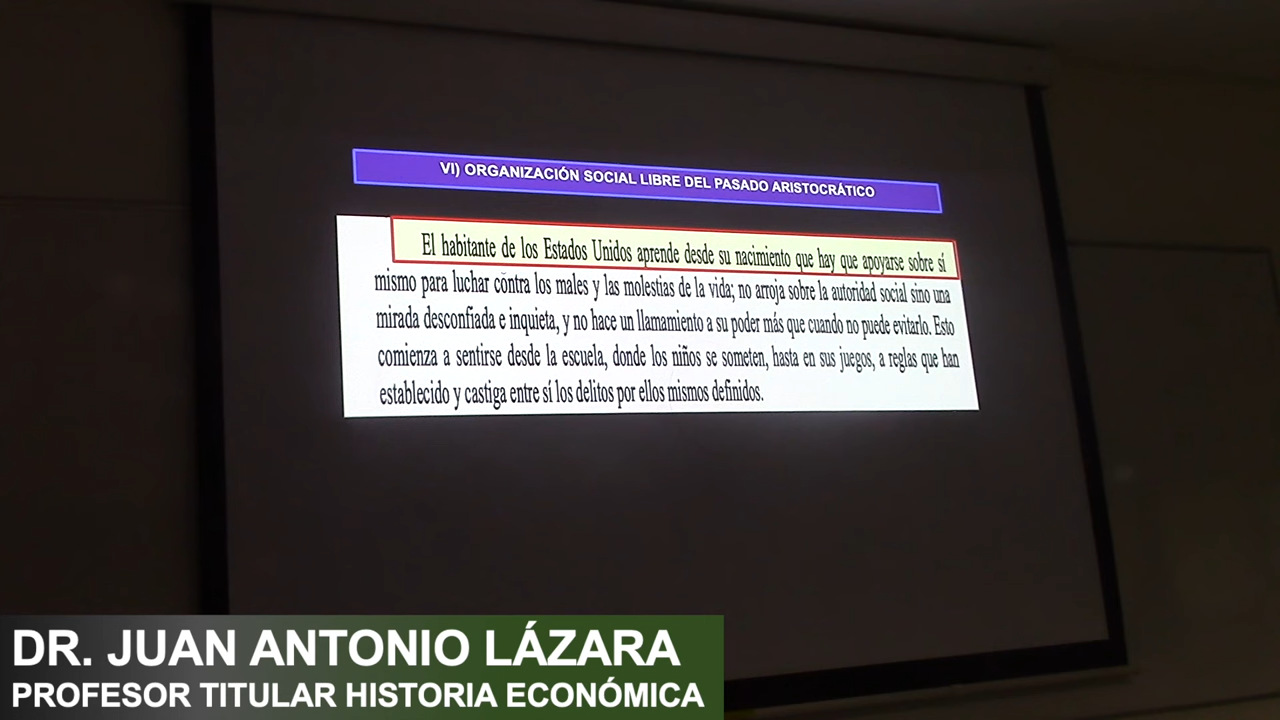 VI) ORGANIZACIÓN SOCIAL LIBRE DEL PASADO ARISTOCRÁTICO
El habitante de los Estados Unidos aprende desde su nacimiento que hay que apoyarse sobre sí
mismo para luchar contra los males y las molestias de la vida; no arroja sobre la autoridad social sino una
mirada desconfiada e inquieta, y no hace un llamamiento a su poder más que cuando no puede evitarlo. Esto
comienza a sentirse desde la escuela, donde los niños se someten, hasta en sus juegos, a reglas que han
establecido y castiga entre sí los delitos por ellos mismos definidos.
DR. JUAN ANTONIO LÁZARA
PROFESOR TITULAR HISTORIA ECONÓMICA